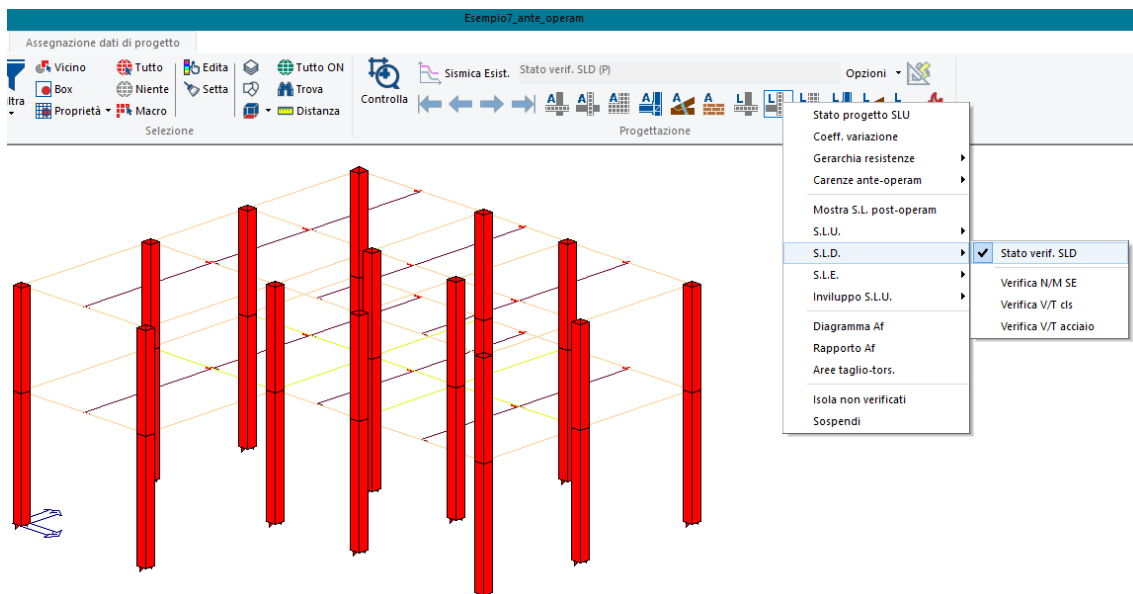 Esempio7_ante_operam
Assegnazione dati di progetto
Vicino Tutto Edita Tutto ON
Box Niente Setta Trova
Proprietà Macro Distanza
Selezione
Controlla
Sismica Esist. Stato verif. SLD (P)
Opzioni
Progettazione
Stato progetto SLU
Coeff. variazione
Gerarchia resistenze
Carenze ante-operam
Mostra S.L. post-operam
S.L.U.
S.L.D.
S.L.E.
Inviluppo S.L.U.
Diagramma Af
Rapporto Af
Aree taglio-tors.
Isola non verificati
Sospendi
Stato verif. SLD
Verifica N/M SE
Verifica V/T cls
Verifica V/T acciaio